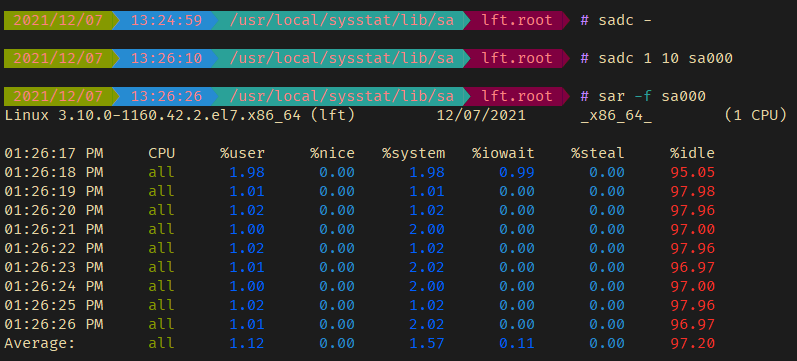 2021/12/07 13:24:59 /usr/local/sysstat/lib/sa lft.root # sadc -
2021/12/07 13:26:10 /usr/local/sysstat/lib/sa lft.root # sadc 1 10 sa000
2021/12/07 13:26:26 /usr/local/sysstat/lib/sa lft.root # sar -f sa000
Linux 3.10.0-1160.42.2.el7.x86_64 (lft) 12/07/2021 _x86_64_ (1 CPU)
01:26:17 PM CPU %user %nice %system %iowait %steal %idle
01:26:18 PM all 1.98 0.00 1.98 0.99 0.00 95.05
01:26:19 PM all 1.01 0.00 1.01 0.00 0.00 97.98
01:26:20 PM all 1.02 0.00 1.02 0.00 0.00 97.96
01:26:21 PM all 1.00 0.00 2.00 0.00 0.00 97.00
01:26:22 PM all 1.02 0.00 1.02 0.00 0.00 97.96
01:26:23 PM all 1.01 0.00 2.02 0.00 0.00 96.97
01:26:24 PM all 1.00 0.00 2.00 0.00 0.00 97.00
01:26:25 PM all 1.02 0.00 1.02 0.00 0.00 97.96
01:26:26 PM all 1.01 0.00 2.02 0.00 0.00 96.97
Average: all 1.12 0.00 1.57 0.11 0.00 97.20